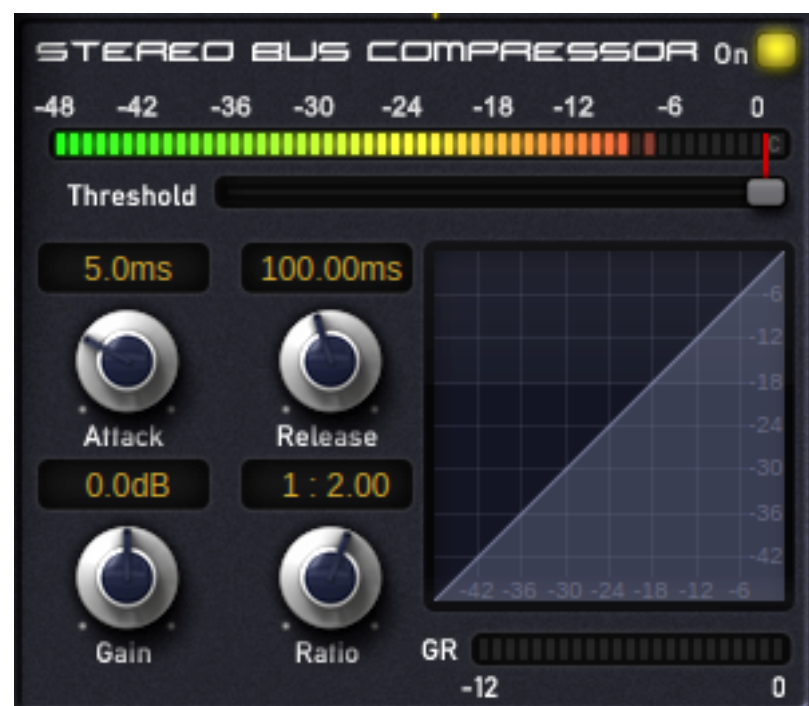 STEREO BUS COMPRESSOR On
-48 -42 -36 -30 -24 -18 -12 -6 0
C
Threshold
5.0ms 100.00ms
-6
-12
-18
-24
Attack Release
-30
0.0dB 1 : 2.00
-36
-42
-42 -36 -30 -24 -18 -12 -6
Gain Ratio GR
-12 0